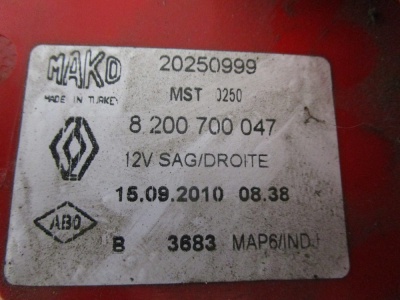 MAKO 20250999
MADE IN TURKEY MST 0250
8 200 700 047
12V SAG/DROITE
15.09.2010 08.38
ABO B 3683 MAP6/IND.